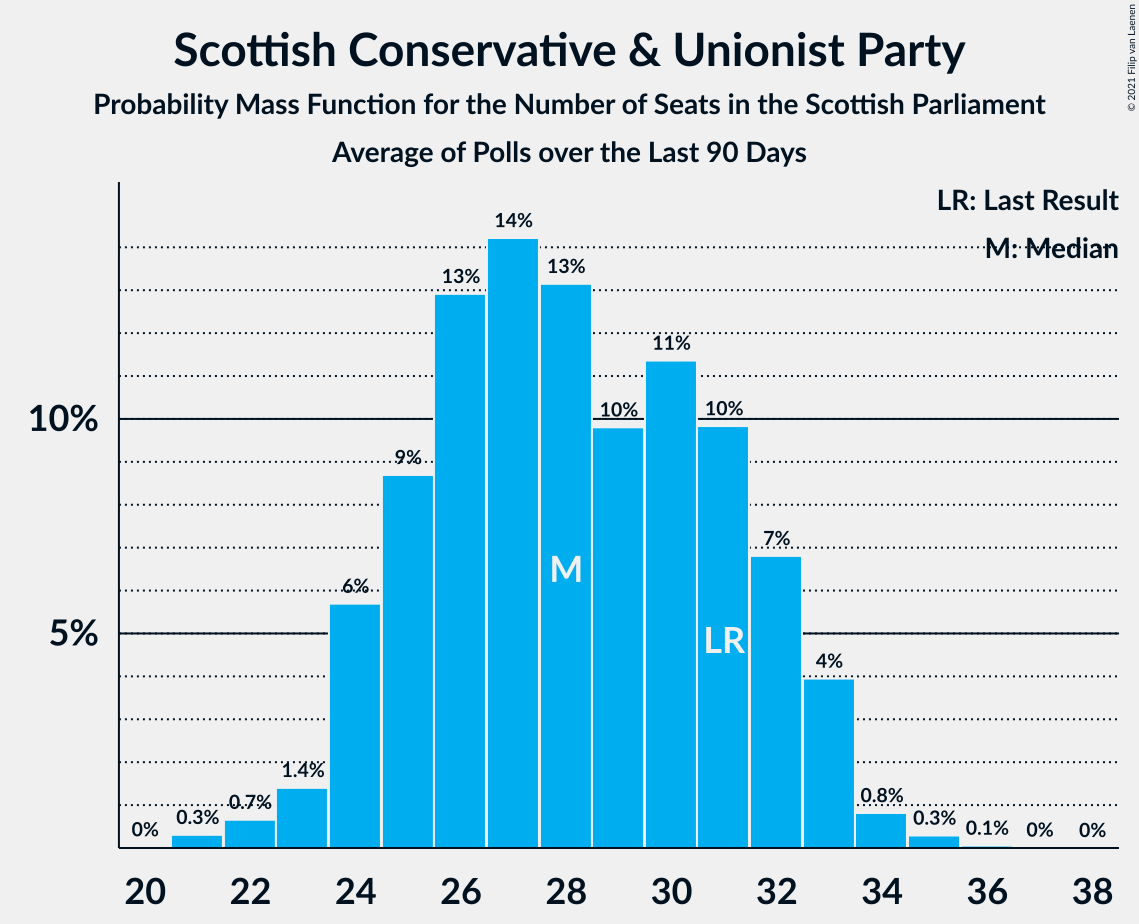 Scottish Conservative & Unionist Party
Probability Mass Function for the Number of Seats in the Scottish Parliament
Average of Polls over the Last 90 Days
© 2021 Filip van Laenen
LR: Last Result
M: Median
10%
5%
0%
0.3%
0.7%
1.4%
6%
9%
13%
14%
13%
10%
11%
10%
7%
4%
0.8%
0.3%
0.1%
0%
0%
M
LR
20 22 24 26 28 30 32 34 36 38